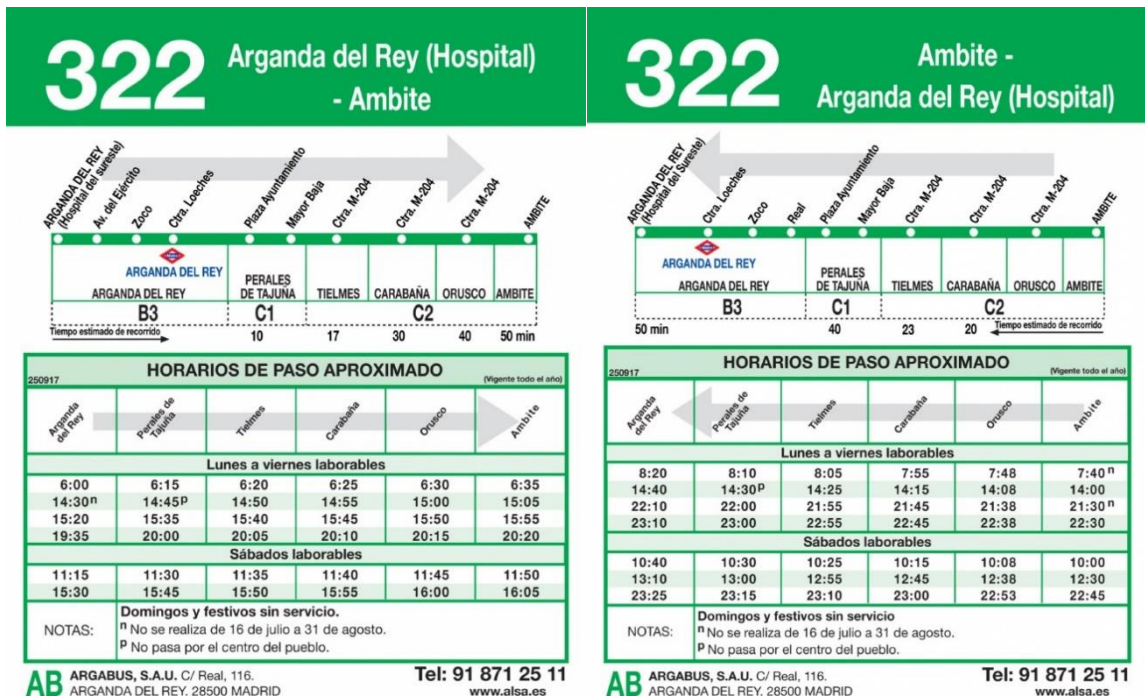 322
Arganda del Rey (Hospital)
- Ambite
ARGANDA DEL REY
(Hospital del sureste)
Av. del Ejército
Zoco
Ctra. Loeches
Plaza Ayuntamiento
Mayor Baja
Ctra. M-204
Ctra. M-204
Ctra. M-204
AMBITE
ARGANDA DEL REY
ARGANDA DEL REY
PERALES
DE TAJUÑA
TIELMES
CARABAÑA
ORUSCO
AMBITE
B3 C1 C2
Tiempo estimado de recorrido
10 17 30 40 50 min
HORARIOS DE PASO APROXIMADO
250917
(Vigente todo el año)
Arganda
del Rey
Perales de
Tajuña
Tielmes
Carabaña
Orusco
Ambite
Lunes a viernes laborables
6:00 6:15 6:20 6:25 6:30 6:35
14:30 n 14:45 p 14:50 14:55 15:00 15:05
15:20 15:35 15:40 15:45 15:50 15:55
19:35 20:00 20:05 20:10 20:15 20:20
Sábados laborables
11:15 11:30 11:35 11:40 11:45 11:50
15:30 15:45 15:50 15:55 16:00 16:05
NOTAS:
Domingos y festivos sin servicio.
n No se realiza de 16 de julio a 31 de agosto.
p No pasa por el centro del pueblo.
AB ARGABUS, S.A.U. C/ Real, 116.
ARGANDA DEL REY. 28500 MADRID
Tel: 91 871 25 11
www.alsa.es
322
Ambite -
Arganda del Rey (Hospital)
ARGANDA DEL REY
(Hospital del Sureste)
Ctra. Loeches
Zoco
Real
Plaza Ayuntamiento
Mayor Baja
Ctra. M-204
Ctra. M-204
Ctra. M-204
AMBITE
ARGANDA DEL REY
ARGANDA DEL REY
PERALES
DE TAJUÑA
TIELMES
CARABAÑA
ORUSCO
AMBITE
B3 C1 C2
50 min 40 23 20
Tiempo estimado de recorrido
HORARIOS DE PASO APROXIMADO
250917
(Vigente todo el año)
Arganda
del Rey
Perales de
Tajuña
Tielmes
Carabaña
Orusco
Ambite
Lunes a viernes laborables
8:20 8:10 8:05 7:55 7:48 7:40 n
14:40 14:30 p 14:25 14:15 14:08 14:00
22:10 22:00 21:55 21:45 21:38 21:30 n
23:10 23:00 22:55 22:45 22:38 22:30
Sábados laborables
10:40 10:30 10:25 10:15 10:08 10:00
13:10 13:00 12:55 12:45 12:38 12:30
23:25 23:15 23:10 23:00 22:53 22:45
NOTAS:
Domingos y festivos sin servicio
n No se realiza de 16 de julio a 31 de agosto.
p No pasa por el centro del pueblo.
AB ARGABUS, S.A.U. C/ Real, 116.
ARGANDA DEL REY. 28500 MADRID
Tel: 91 871 25 11
www.alsa.es